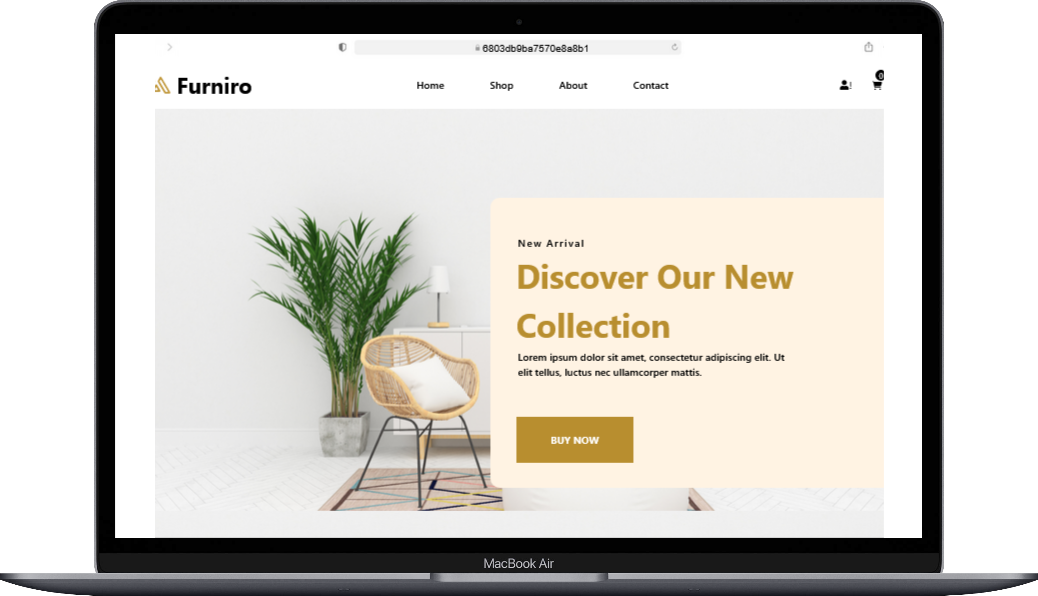 6803db9ba7570e8a8b1
Furniro
Home Shop About Contact
0
New Arrival
Discover Our New
Collection
Lorem ipsum dolor sit amet, consectetur adipiscing elit. Ut
elit tellus, luctus nec ullamcorper mattis.
BUY NOW
MacBook Air